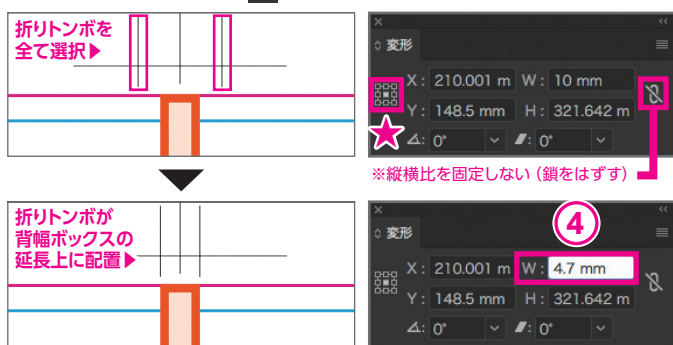 折りトンボを
全て選択▶
× <<
変形
X: 210.001 m W: 10 mm
Y: 148.5 mm H: 321.642 m
0° 0°
※縦横比を固定しない（鎖をはずす）
折りトンボが
背幅ボックスの
延長上に配置▶
④
× <<
変形
X: 210.001 m W: 4.7 mm
Y: 148.5 mm H: 321.642 m
0° 0°